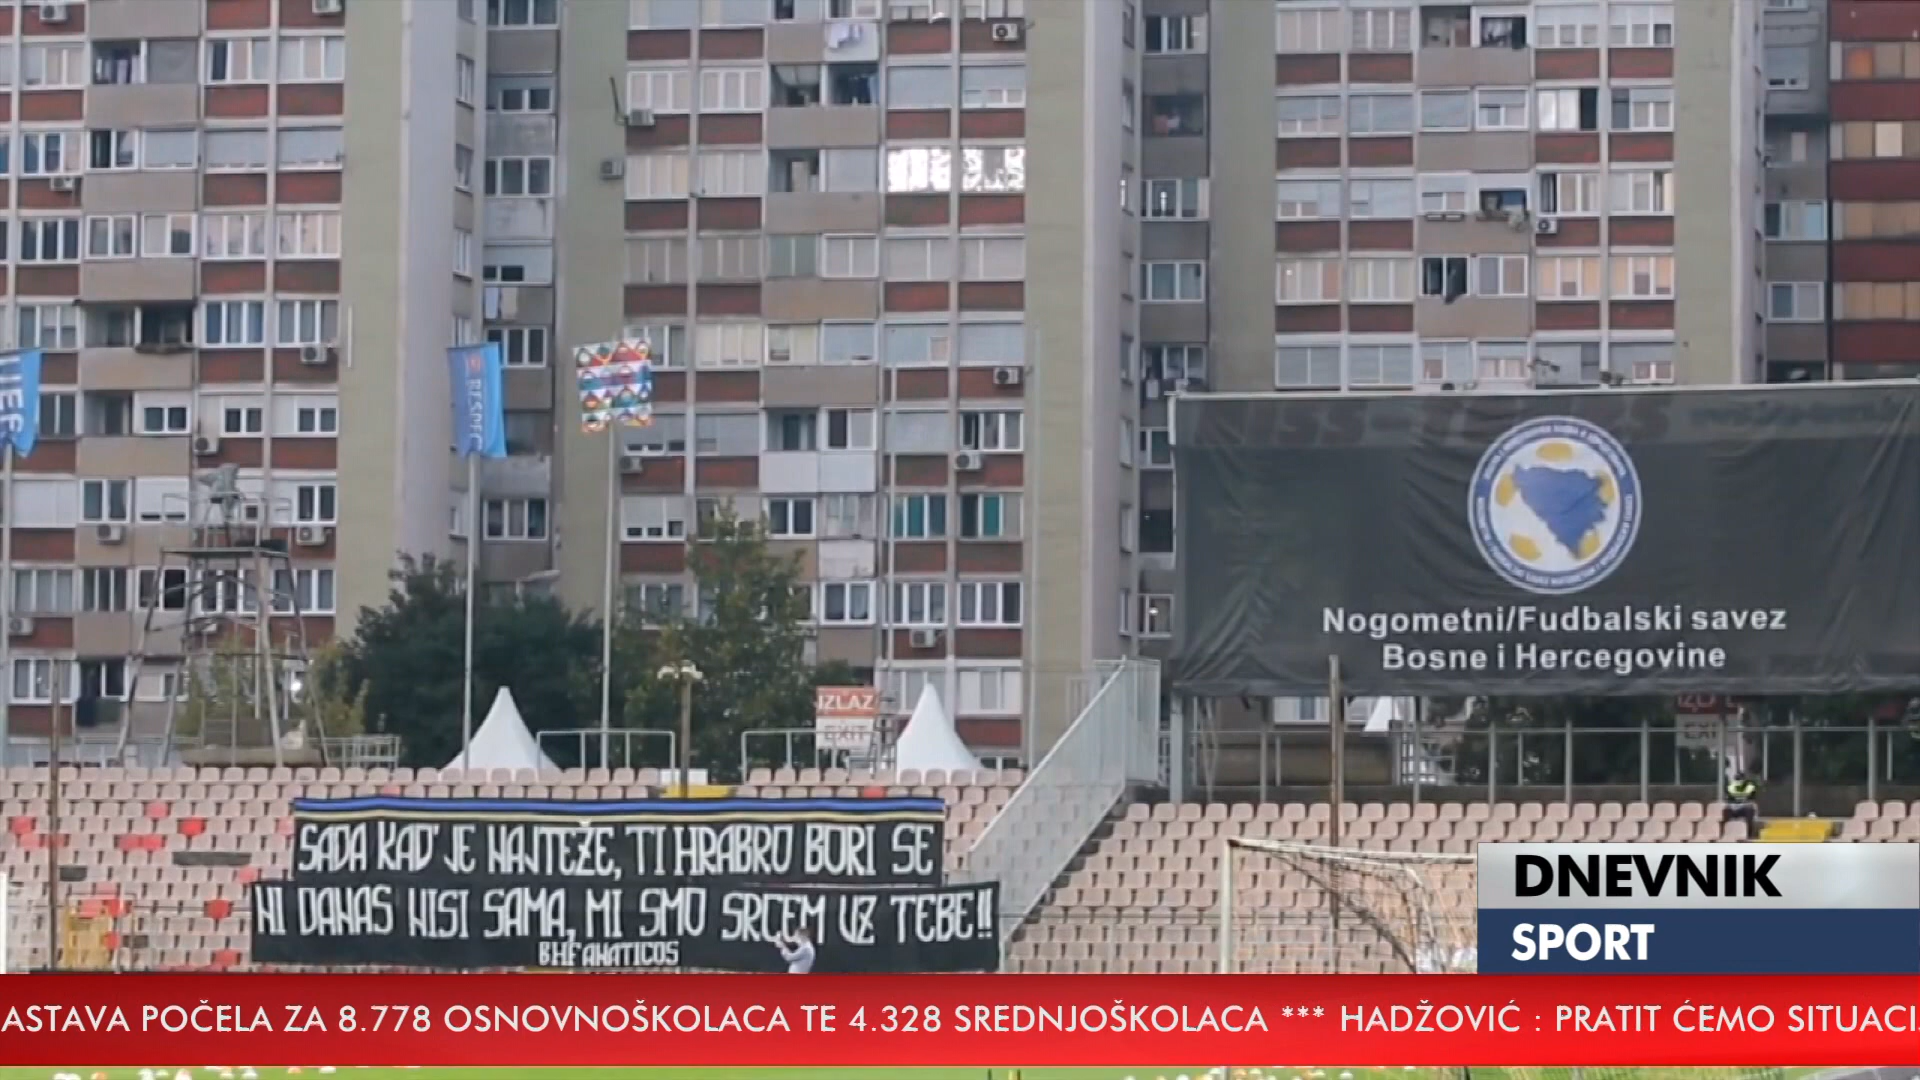 RESPEC
IZLAZ
EXIT
Nogometni/Fudbalski savez
Bosne i Hercegovine
SADA KAD' JE NAJTEŽE, TI HRABRO BORI SE
NI DANAS NISI SAMA, MI SMO SRCEM UZ TEBE!!
BHFANATICOS
DNEVNIK
SPORT
ASTAVA POČELA ZA 8.778 OSNOVNOŠKOLACA TE 4.328 SREDNJOŠKOLACA *** HADŽOVIĆ : PRATIT ĆEMO SITUACI